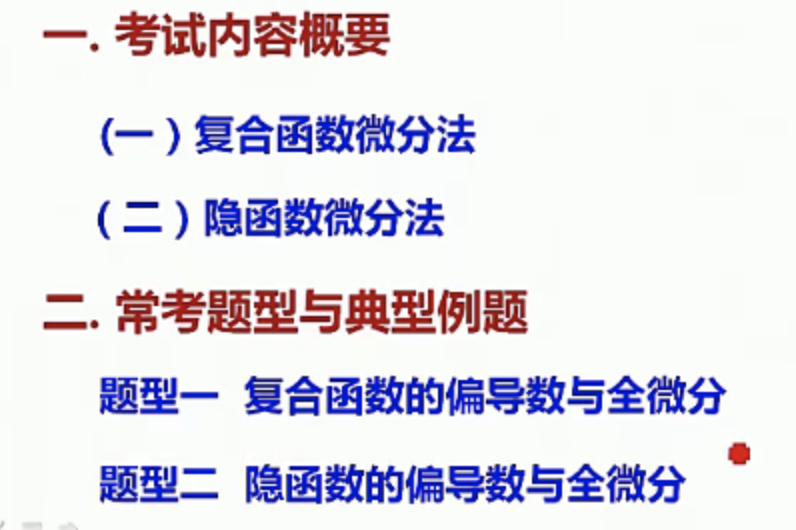 一. 考试内容概要
(一）复合函数微分法
（二）隐函数微分法
二. 常考题型与典型例题
题型一 复合函数的偏导数与全微分
题型二 隐函数的偏导数与全微分